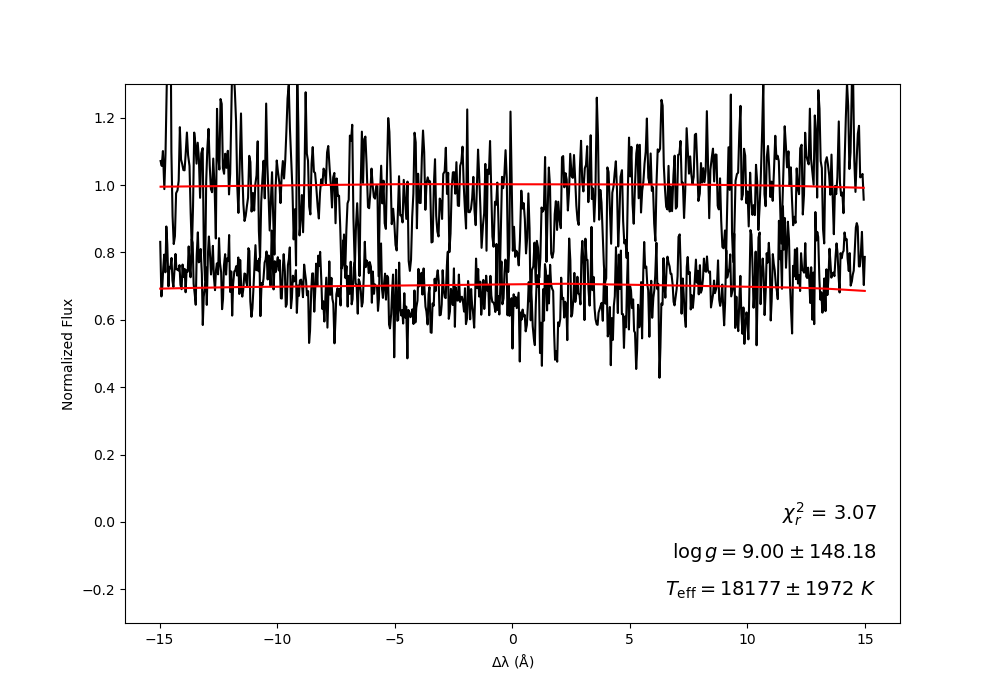 1.2
1.0
0.8
0.6
0.4
0.2
0.0
−0.2
Normalized Flux
χ²ᵣ = 3.07
log g = 9.00 ± 148.18
T_eff = 18177 ± 1972 K
−15 −10 −5 0 5 10 15
Δλ (Å)